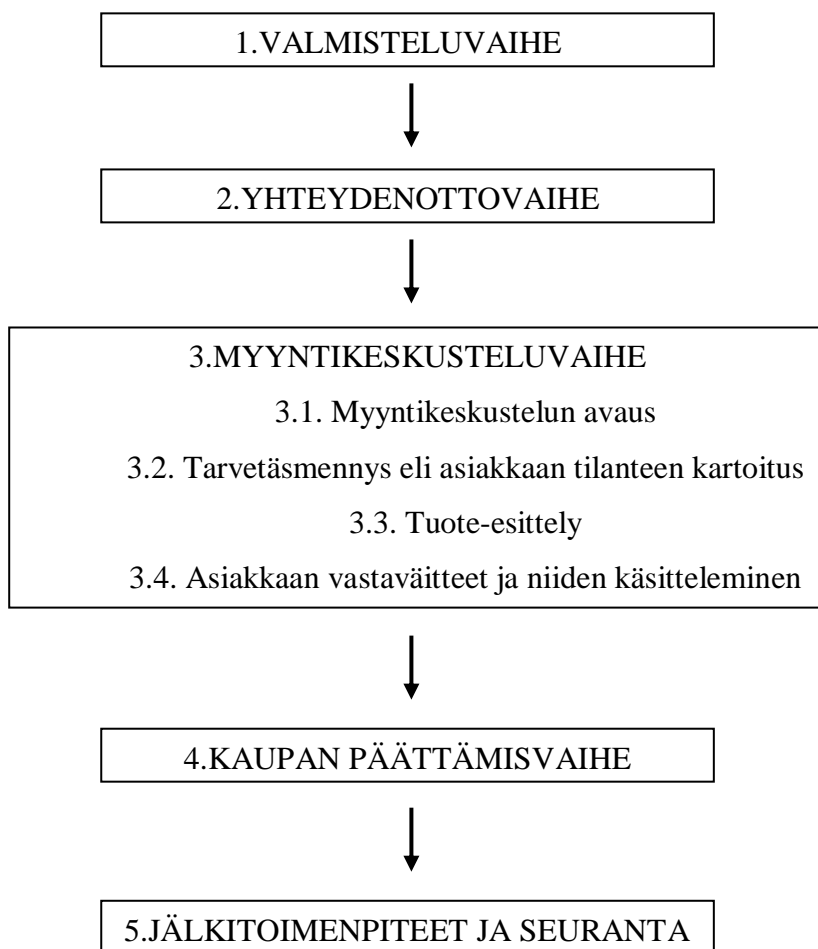 1.VALMISTELUVAIHE
2.YHTEYDENOTTOVAIHE
3.MYYNTIKESKUSTELUVAIHE
3.1. Myyntikeskustelun avaus
3.2. Tarvetäsmennys eli asiakkaan tilanteen kartoitus
3.3. Tuote-esittely
3.4. Asiakkaan vastaväitteet ja niiden käsitteleminen
4.KAUPAN PÄÄTTÄMISVAIHE
5.JÄLKITOIMENPITEET JA SEURANTA